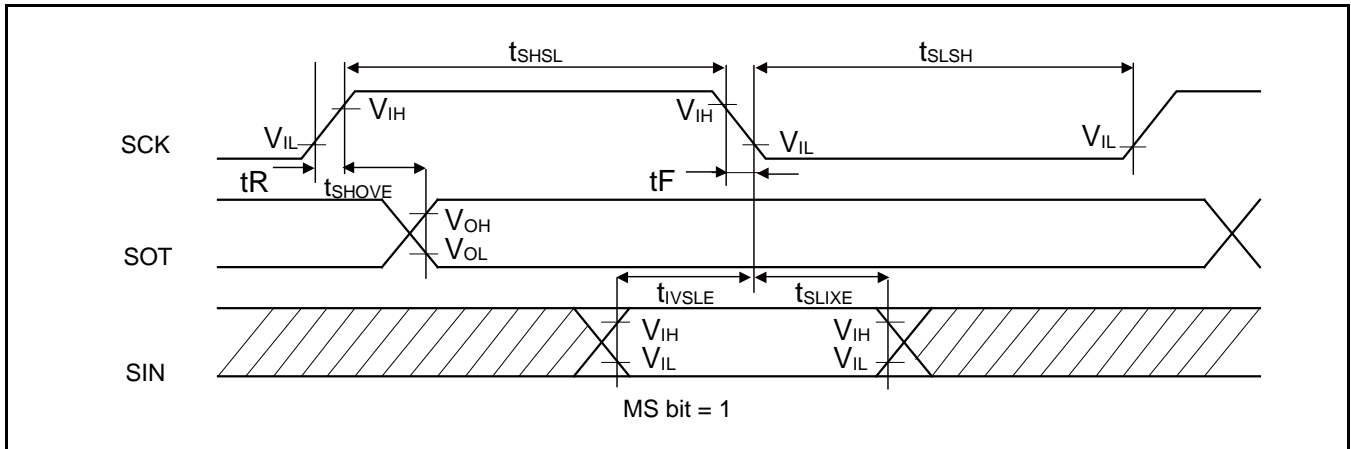 tSHSL
tSLSH
SCK
VIL
VIH
VIH
VIL
VIL
tR
tSHOVE
tF
SOT
VOH
VOL
tIVSLE
tSLIXE
SIN
VIH
VIL
VIH
VIL
MS bit = 1